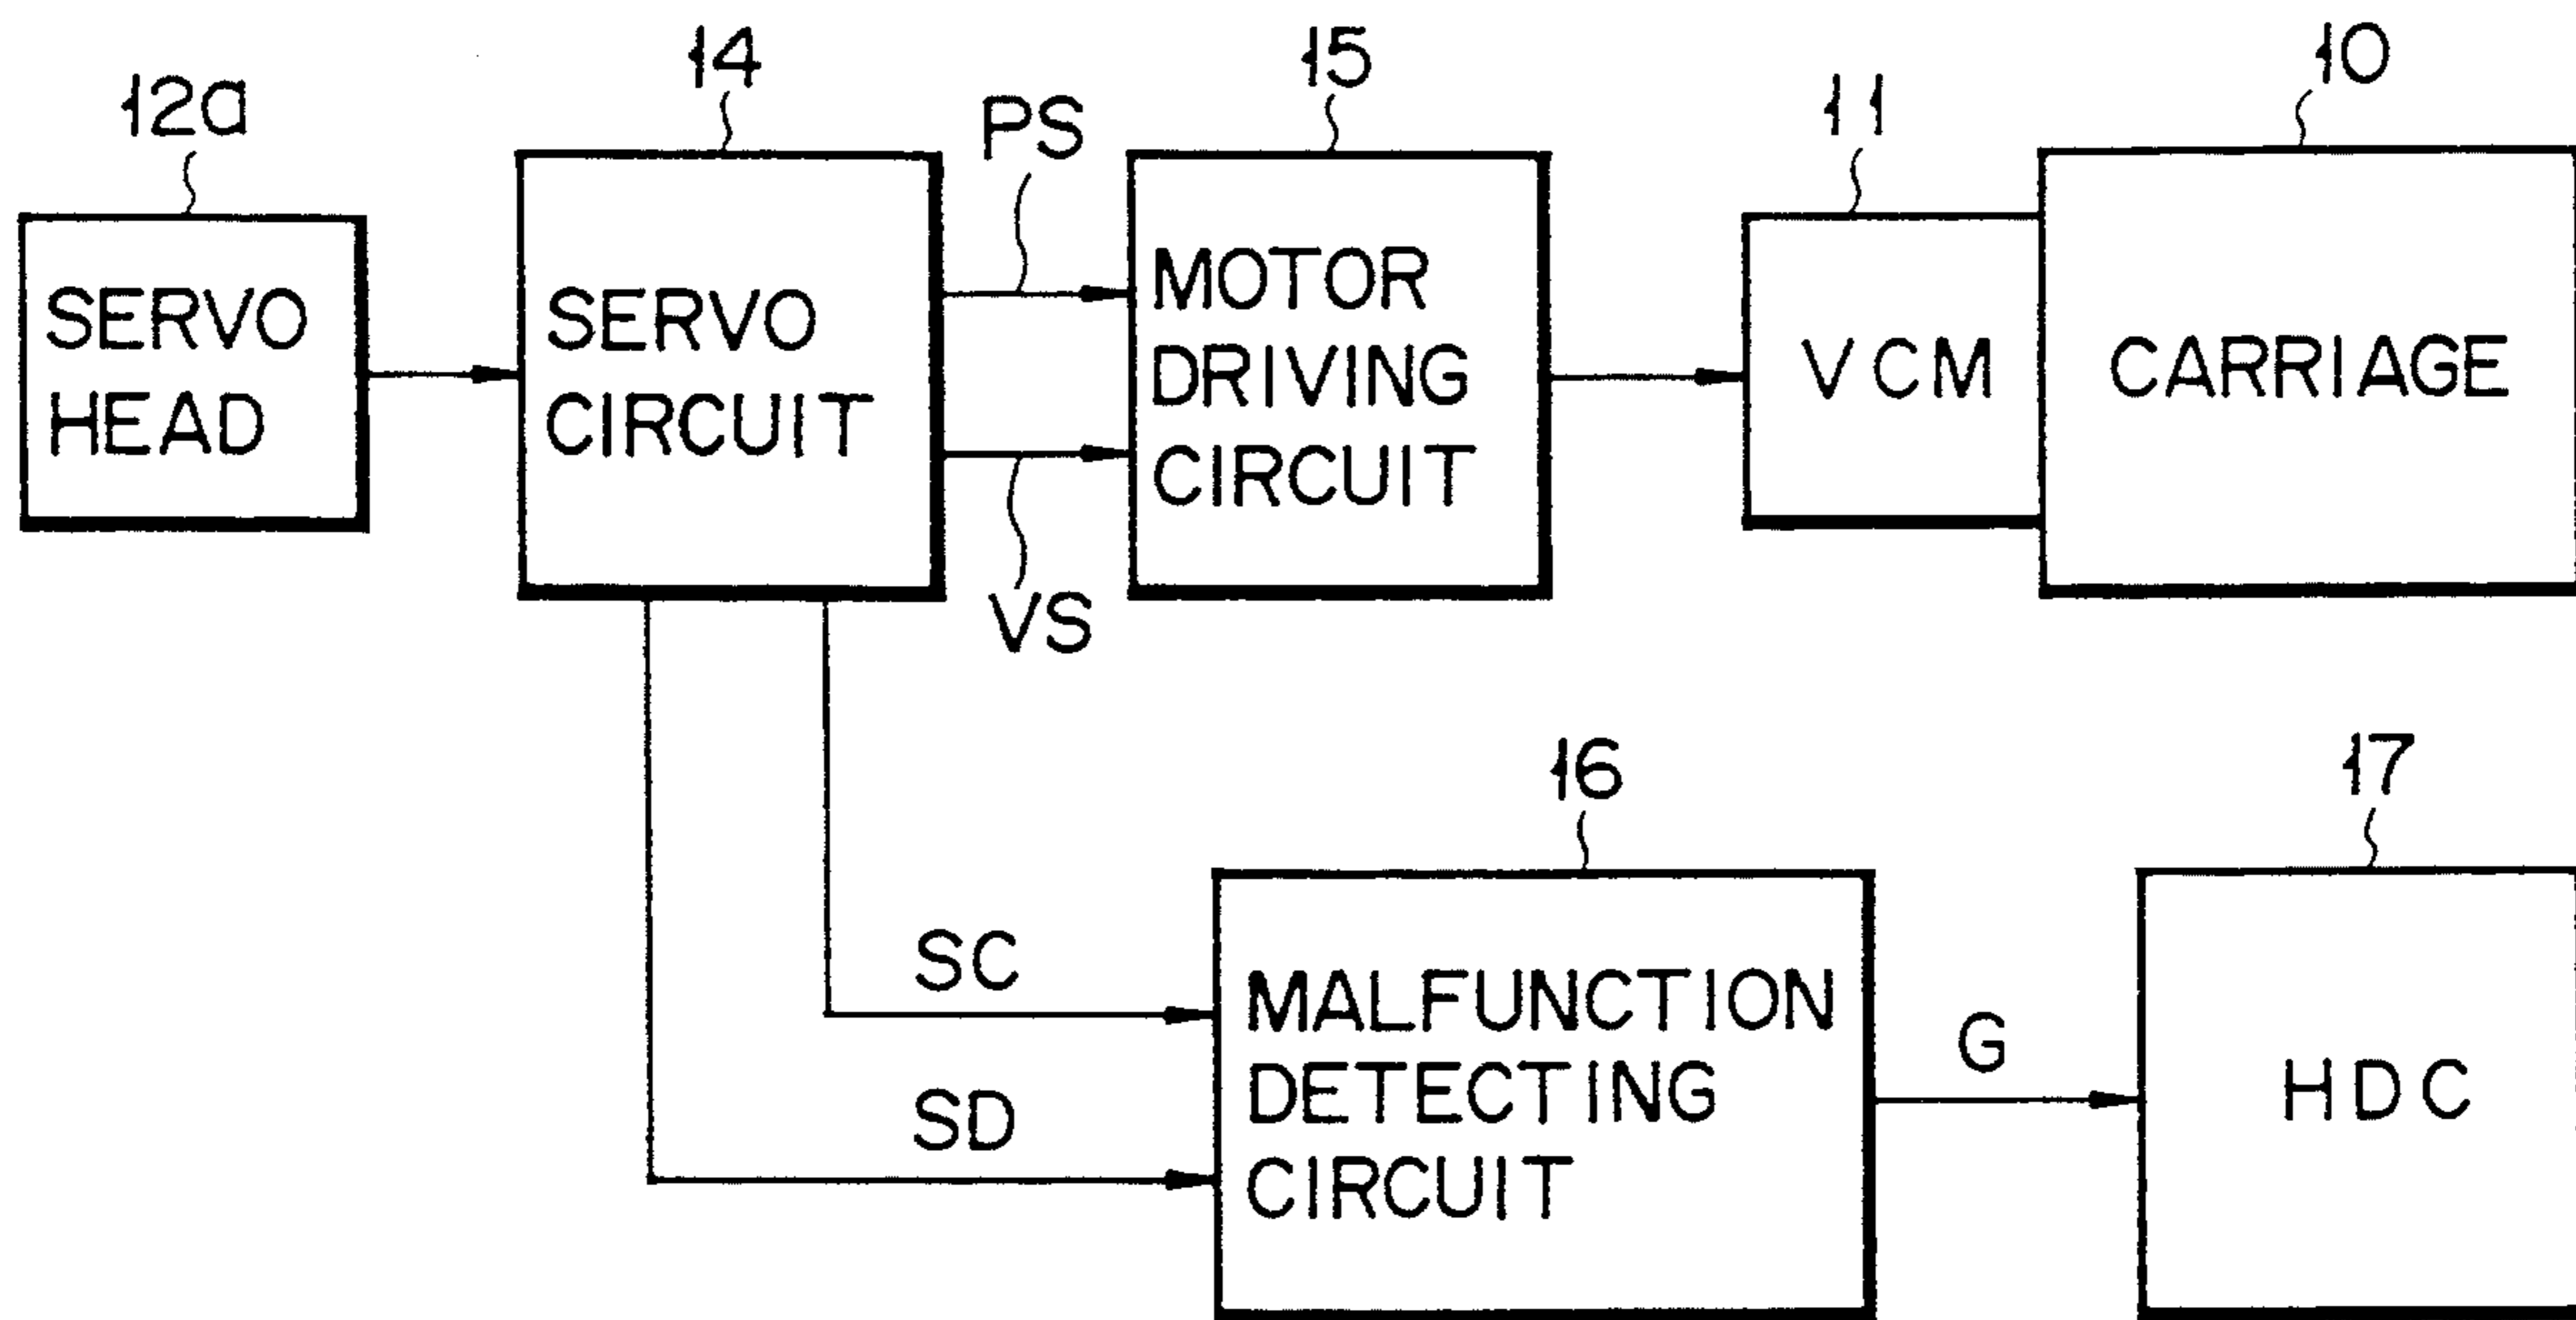 12a
14
15
11
10
PS
VS
SERVO
HEAD
SERVO
CIRCUIT
MOTOR
DRIVING
CIRCUIT
VCM
CARRIAGE
16
17
SC
SD
MALFUNCTION
DETECTING
CIRCUIT
G
HDC